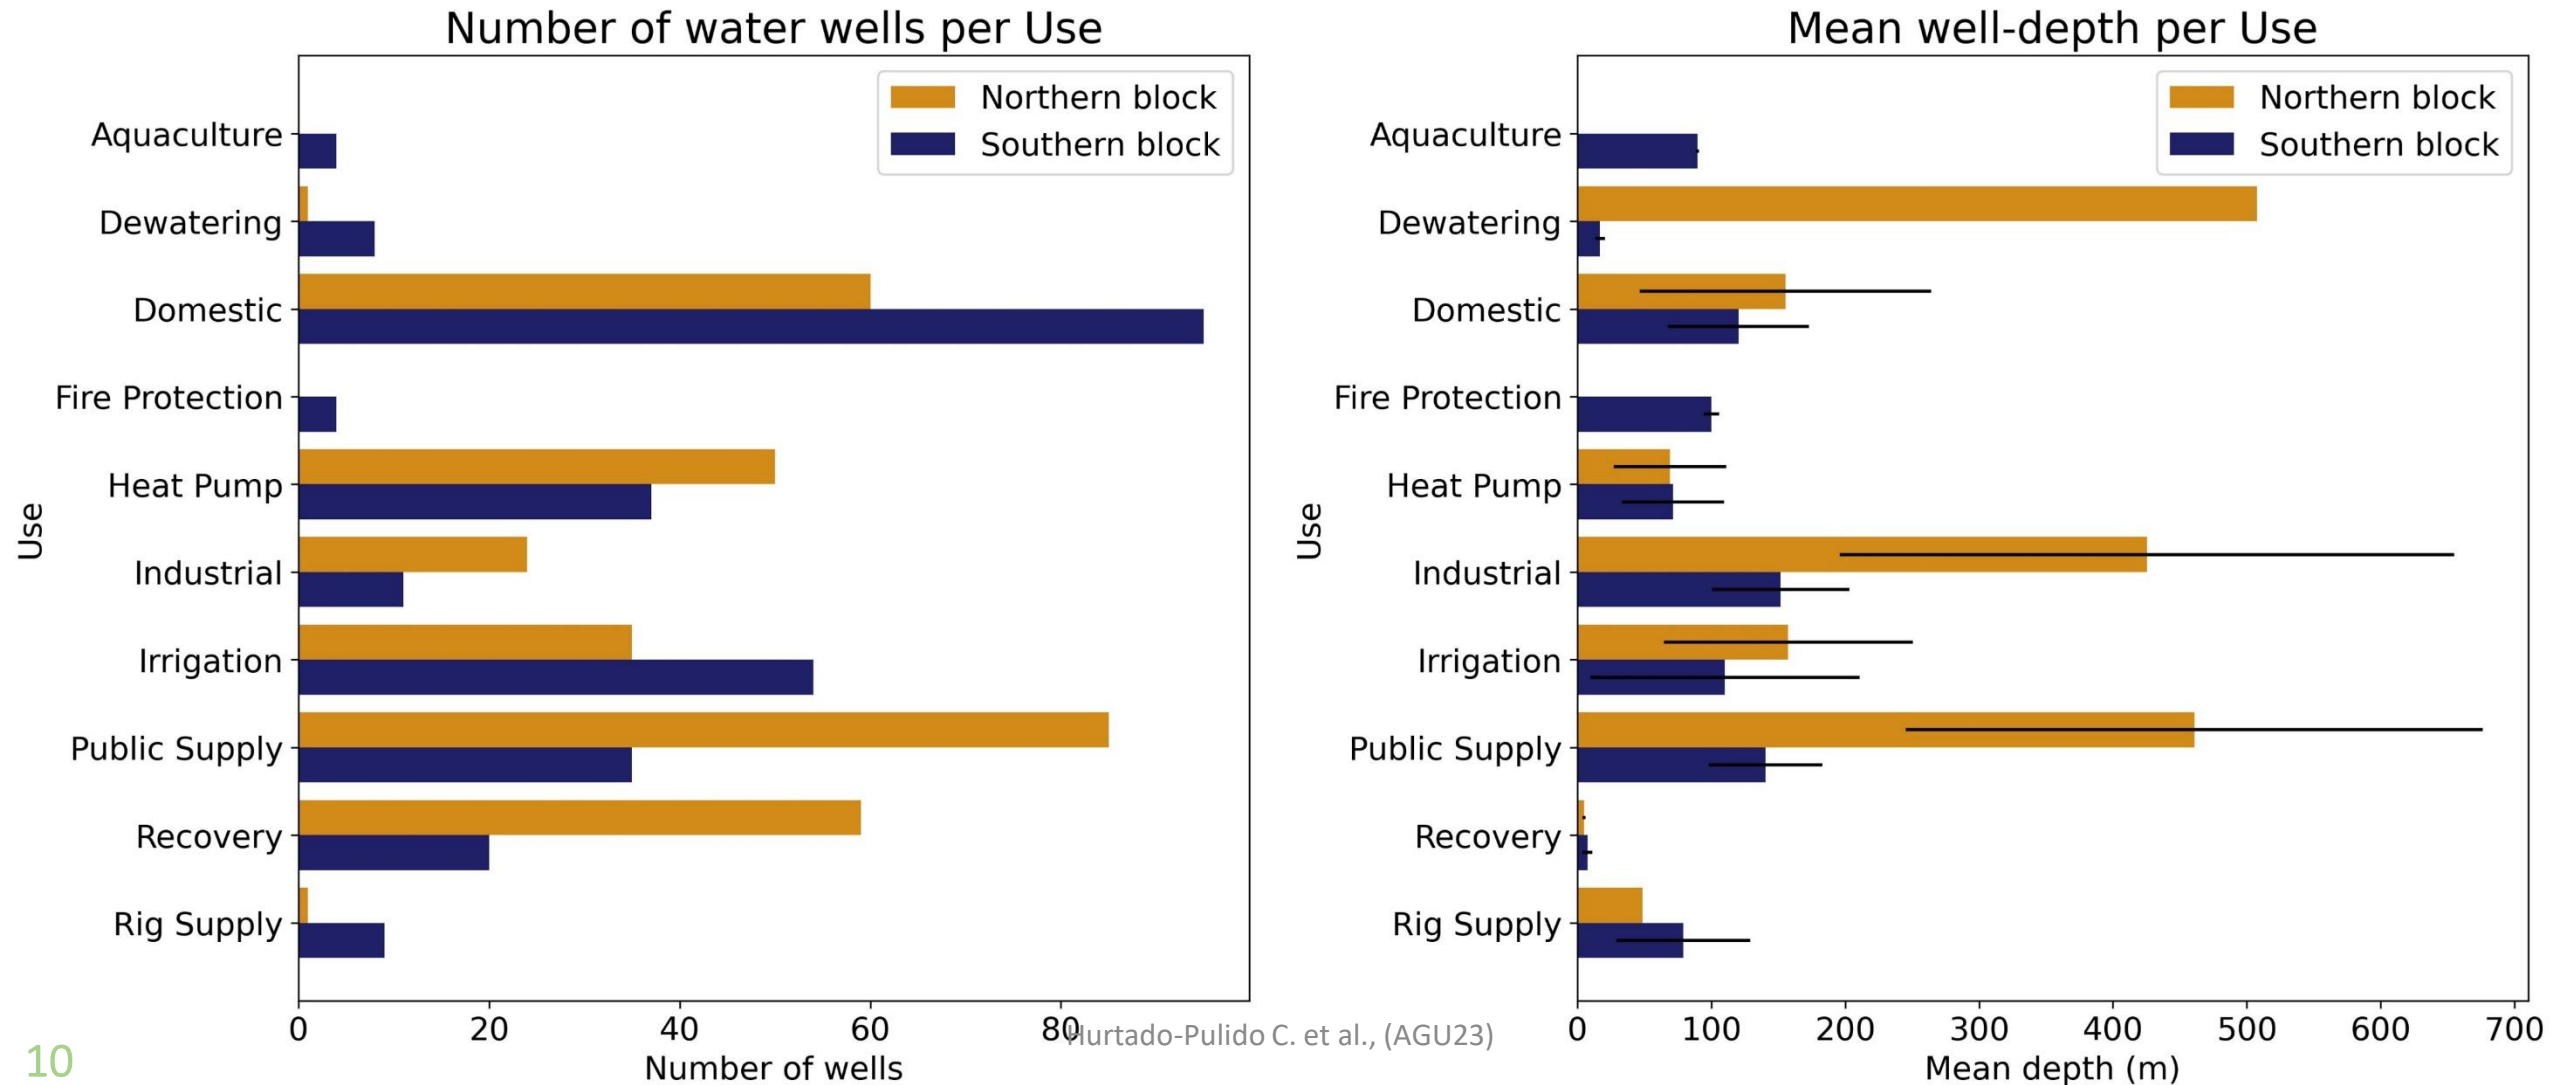 Number of water wells per Use
Northern block
Southern block
Aquaculture
Dewatering
Domestic
Fire Protection
Heat Pump
Industrial
Irrigation
Public Supply
Recovery
Rig Supply
Use
0 20 40 60 80
Number of wells
Mean well-depth per Use
Northern block
Southern block
Aquaculture
Dewatering
Domestic
Fire Protection
Heat Pump
Industrial
Irrigation
Public Supply
Recovery
Rig Supply
Use
0 100 200 300 400 500 600 700
Mean depth (m)
Hurtado-Pulido C. et al., (AGU23)
10